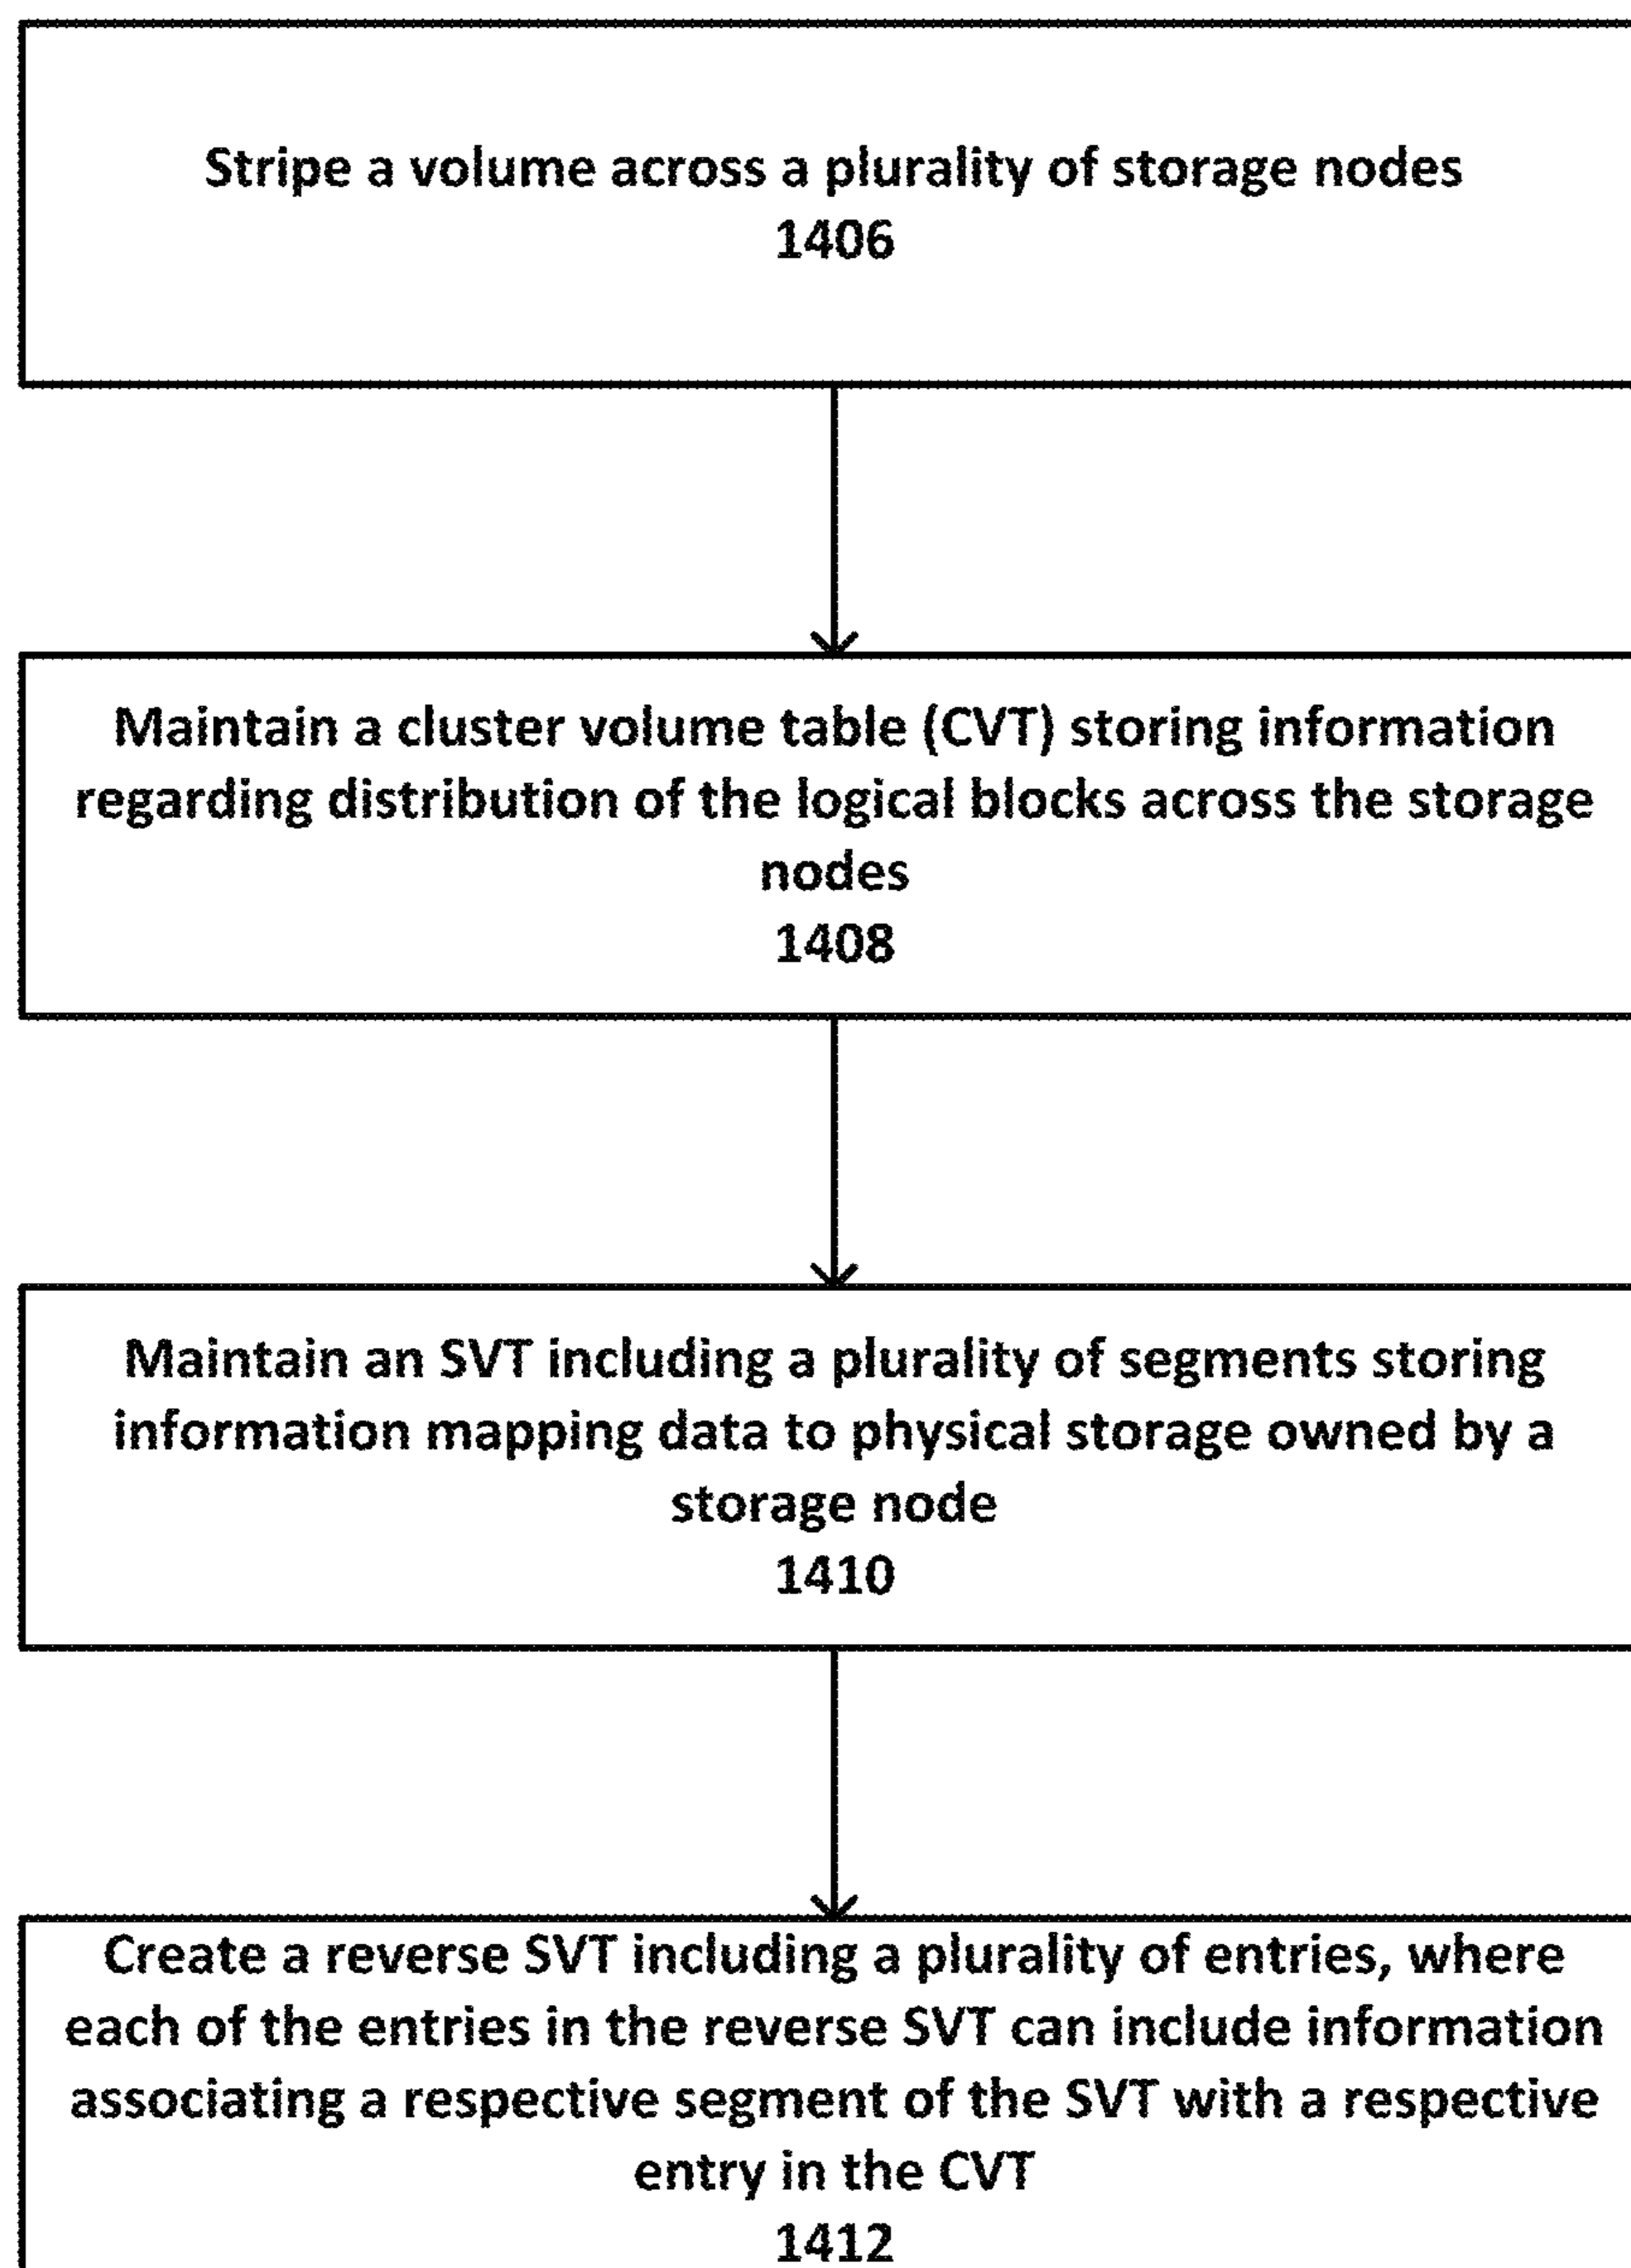 Stripe a volume across a plurality of storage nodes
1406
Maintain a cluster volume table (CVT) storing information
regarding distribution of the logical blocks across the storage
nodes
1408
Maintain an SVT including a plurality of segments storing
information mapping data to physical storage owned by a
storage node
1410
Create a reverse SVT including a plurality of entries, where
each of the entries in the reverse SVT can include information
associating a respective segment of the SVT with a respective
entry in the CVT
1412